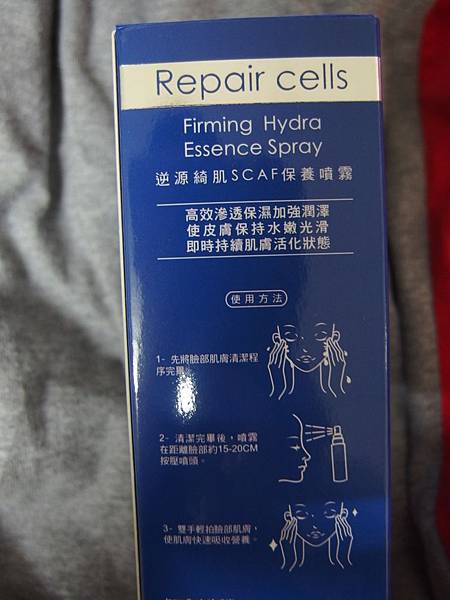 Repair cells
Firming Hydra
Essence Spray
逆源綺肌SCAF保養噴霧
高效滲透保濕加強潤澤
使皮膚保持水嫩光滑
即時持續肌膚活化狀態
使用方法
1- 先將臉部肌膚清潔程
序完畢。
2- 清潔完畢後，噴霧
在距離臉部約15-20CM
按壓噴頭。
3- 雙手輕拍臉部肌膚，
使肌膚快速吸收營養。